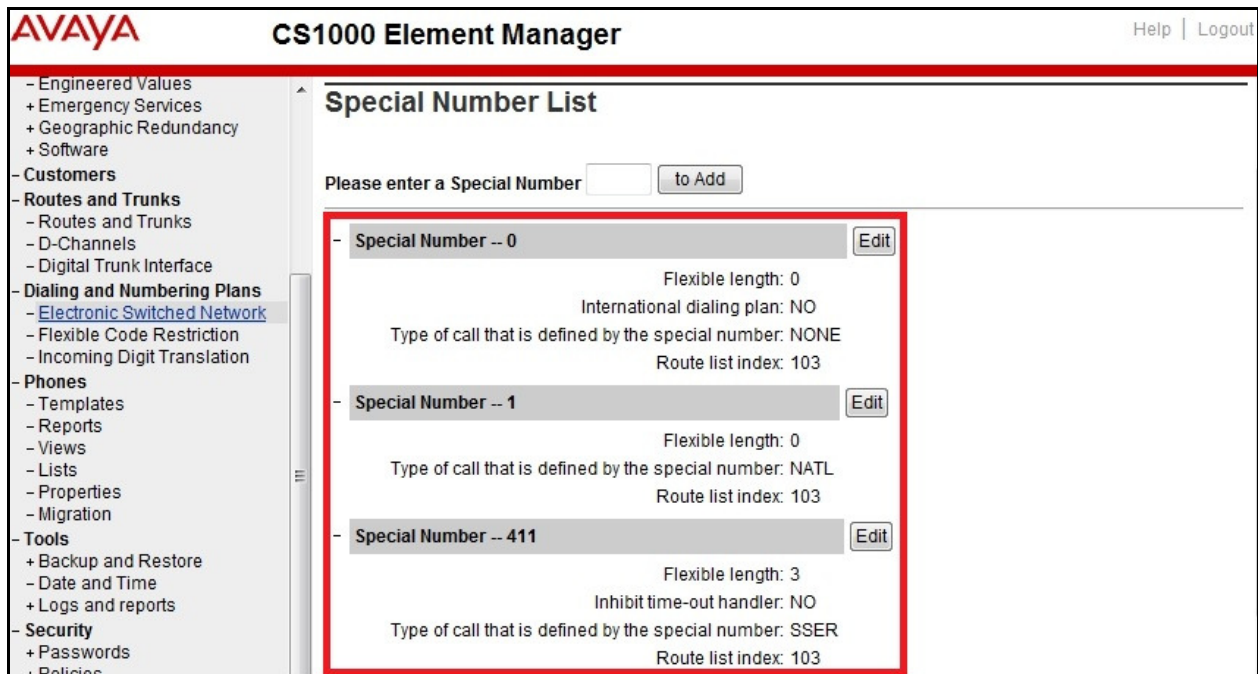 AVAYA
CS1000 Element Manager
Help | Logout
– Engineered Values
+ Emergency Services
+ Geographic Redundancy
+ Software
– Customers
– Routes and Trunks
– Routes and Trunks
– D-Channels
– Digital Trunk Interface
– Dialing and Numbering Plans
– Electronic Switched Network
– Flexible Code Restriction
– Incoming Digit Translation
– Phones
– Templates
– Reports
– Views
– Lists
– Properties
– Migration
– Tools
+ Backup and Restore
– Date and Time
+ Logs and reports
– Security
+ Passwords
+ Policies
Special Number List
Please enter a Special Number to Add
– Special Number -- 0 Edit
Flexible length: 0
International dialing plan: NO
Type of call that is defined by the special number: NONE
Route list index: 103
– Special Number -- 1 Edit
Flexible length: 0
Type of call that is defined by the special number: NATL
Route list index: 103
– Special Number -- 411 Edit
Flexible length: 3
Inhibit time-out handler: NO
Type of call that is defined by the special number: SSER
Route list index: 103